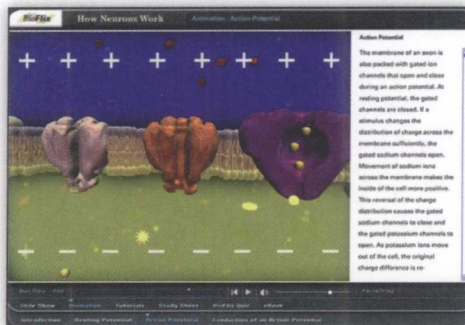 BioFlix How Neurons Work Animation: Action Potential
Action Potential
The membrane of an axon is
also packed with gated ion
channels that open and close
during an action potential. At
resting potential, the gated
channels are closed. If a
stimulus changes the
distribution of charge across the
membrane sufficiently, the
gated sodium channels open.
Movement of sodium ions
across the membrane makes the
inside of the cell more positive.
This reversal of the charge
distribution causes the gated
sodium channels to close and
the gated potassium channels to
open. As potassium ions move
out of the cell, the original
charge difference is re-
Slide Show Animation Tutorials Study Sheet BioFlix Quiz eBook
Introduction Resting Potential Action Potential Conduction of an Action Potential